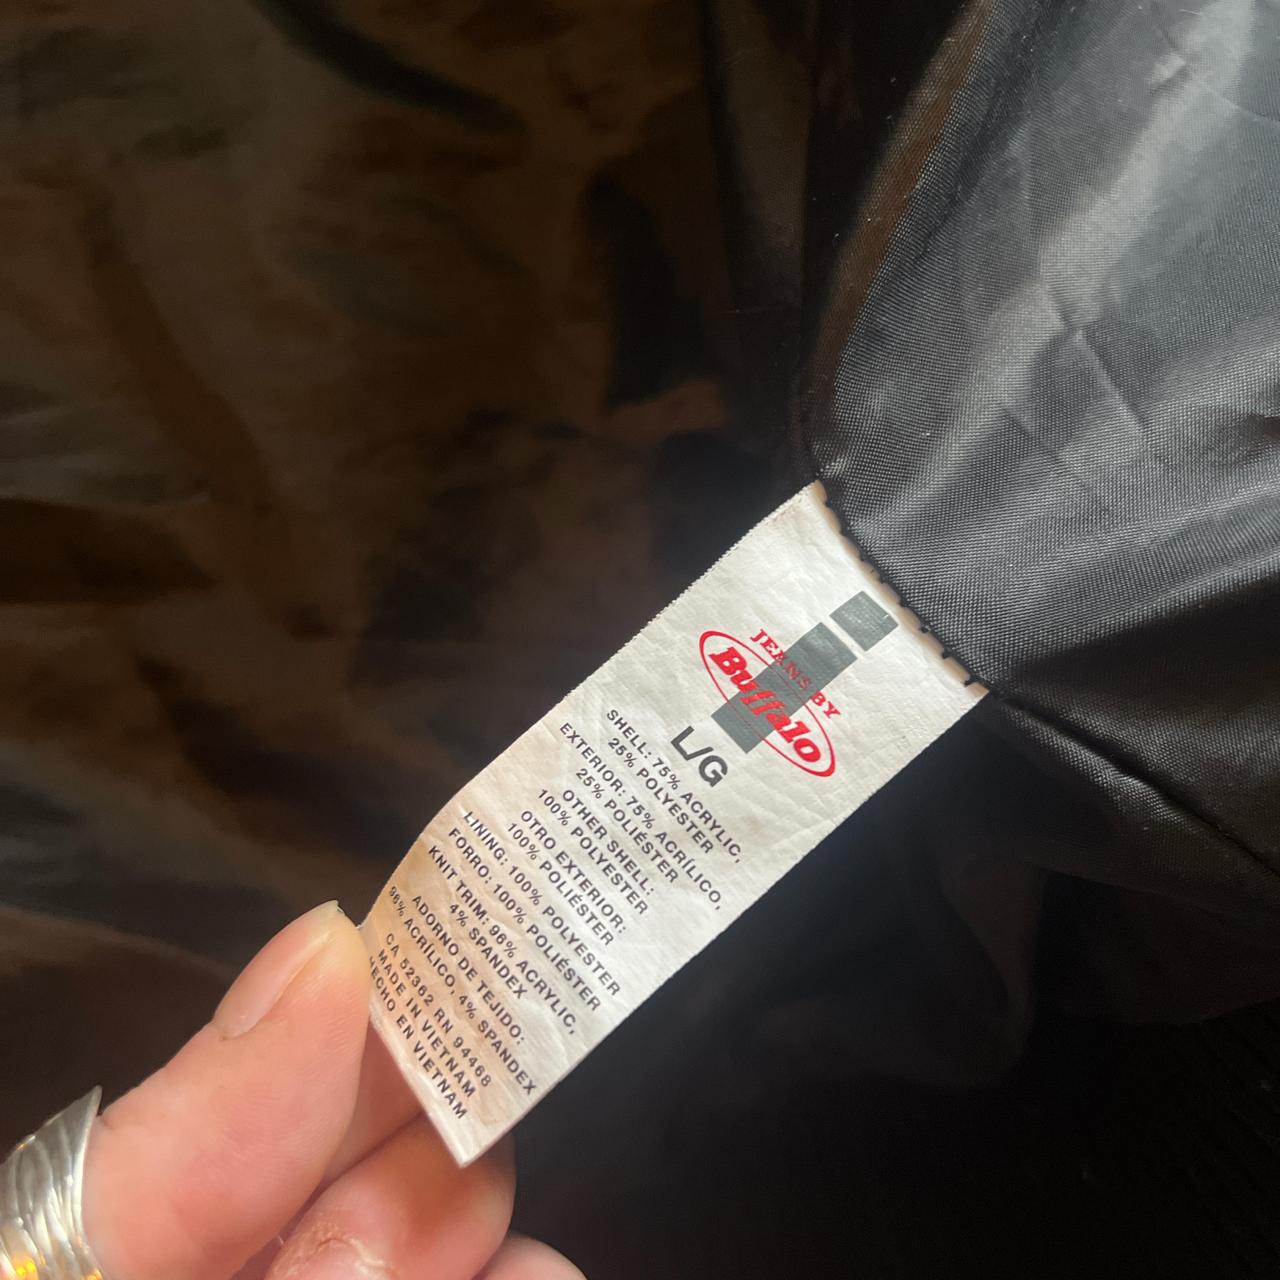 i
JEANS BY
Buffalo
L/G
SHELL: 75% ACRYLIC,
25% POLYESTER
EXTERIOR: 75% ACRÍLICO,
25% POLIÉSTER
OTHER SHELL:
100% POLYESTER
OTRO EXTERIOR:
100% POLIÉSTER
LINING: 100% POLYESTER
FORRO: 100% POLIÉSTER
KNIT TRIM: 96% ACRYLIC,
4% SPANDEX
ADORNO DE TEJIDO:
96% ACRÍLICO, 4% SPANDEX
CA 52362 RN 94468
MADE IN VIETNAM
HECHO EN VIETNAM